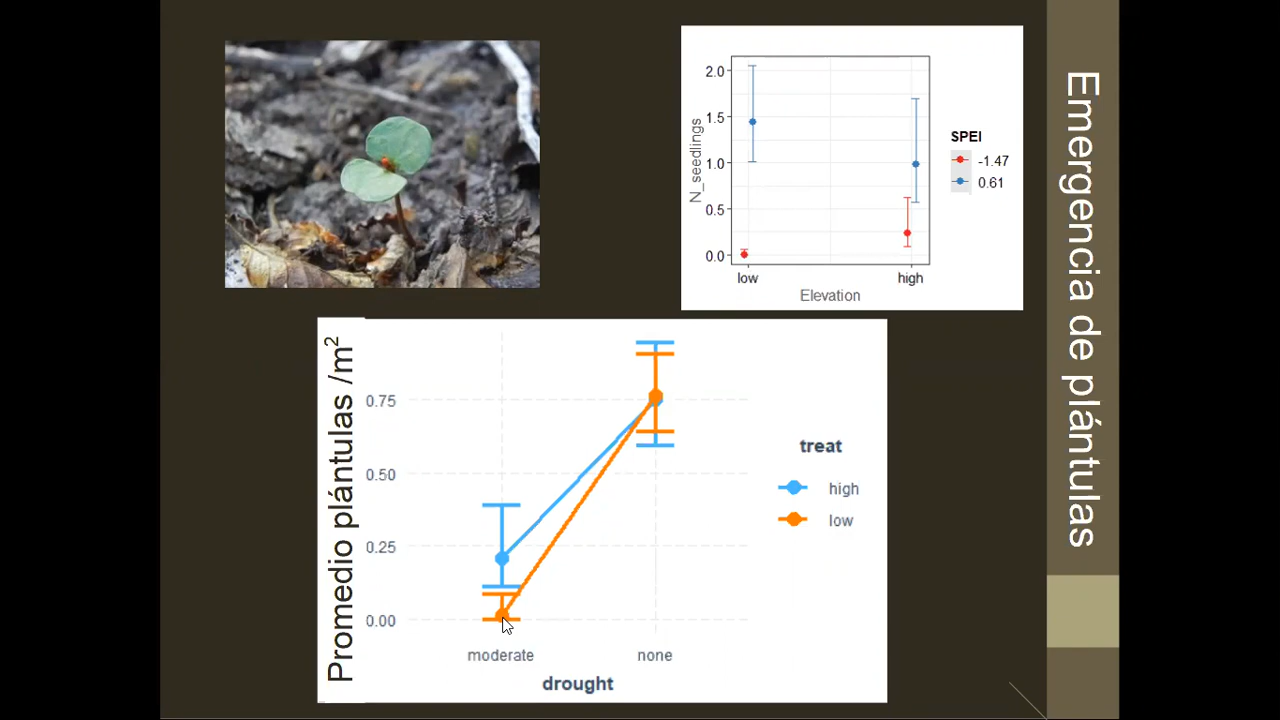 Emergencia de plántulas
N_seedlings
2.0
1.5
1.0
0.5
0.0
low
high
Elevation
SPEI
-1.47
0.61
Promedio plántulas /m²
0.75
0.50
0.25
0.00
moderate
none
drought
treat
high
low